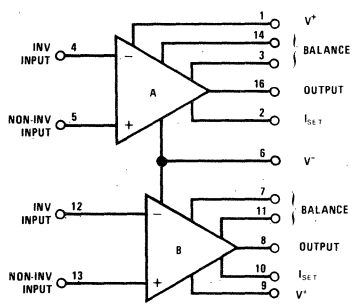 1 V+
14
BALANCE
3
INV
INPUT 4
−
A
16 OUTPUT
NON-INV
INPUT 5
+
2 ISET
6 V−
7
BALANCE
11
INV
INPUT 12
−
B
8 OUTPUT
10 ISET
NON-INV
INPUT 13
+
9 V+